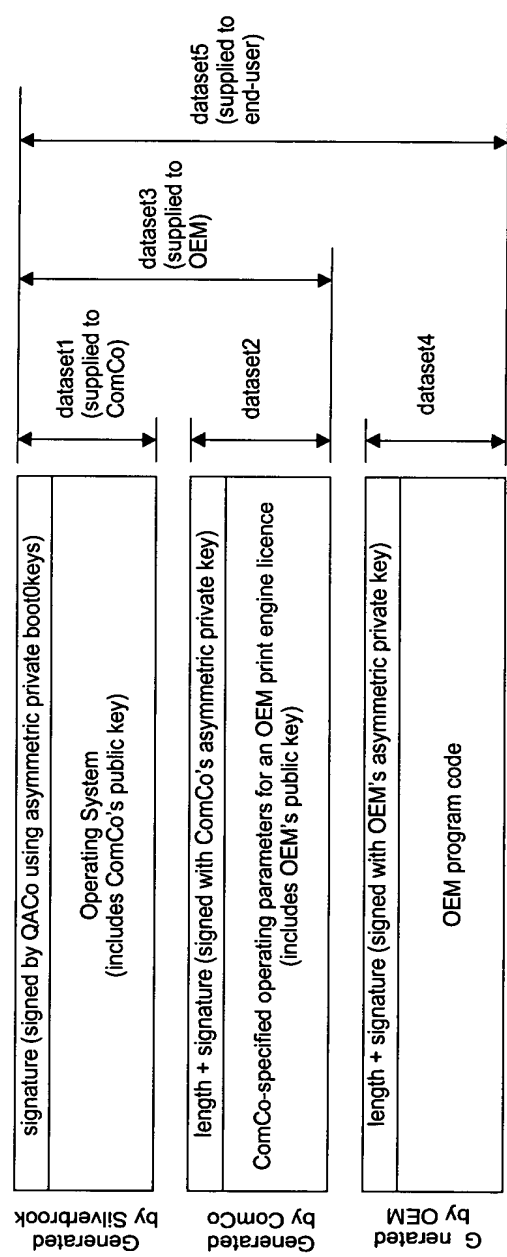 Generated
by Silverbrook
signature (signed by QACo using asymmetric private boot0keys)
Operating System
(includes ComCo's public key)
dataset1
(supplied to
ComCo)
dataset3
(supplied to
OEM)
dataset5
(supplied to
end-user)
Generated
by ComCo
length + signature (signed with ComCo's asymmetric private key)
ComCo-specified operating parameters for an OEM print engine licence
(includes OEM's public key)
dataset2
G nerated
by OEM
length + signature (signed with OEM's asymmetric private key)
OEM program code
dataset4